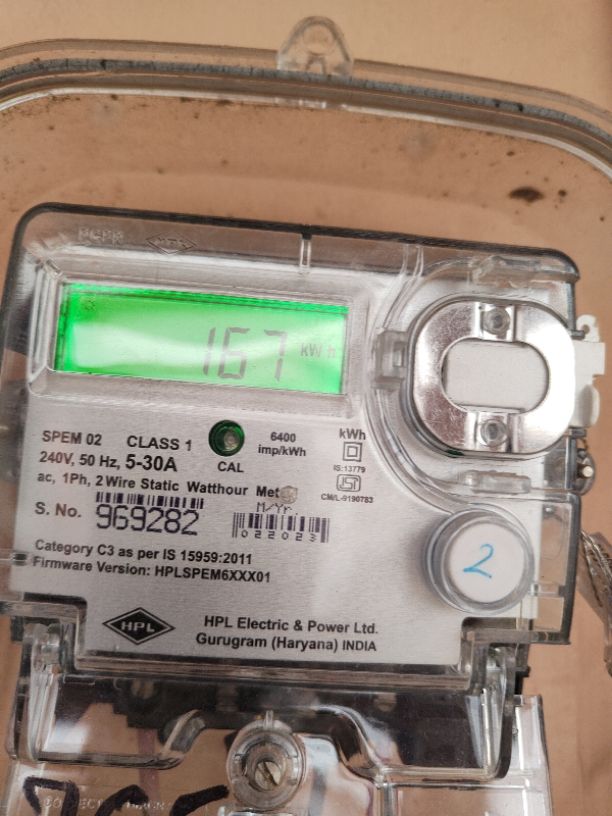 HPL
167 kWh
SPEM 02 CLASS 1 6400 imp/kWh kWh
240V, 50 Hz, 5-30A CAL IS:13779
ac, 1Ph, 2 Wire Static Watthour CM/L-9190783
M/Yr.
S. No. 969282 022023
Category C3 as per IS 15959:2011
Firmware Version: HPLSPEM6XXX01
2
HPL HPL Electric & Power Ltd.
Gurugram (Haryana) INDIA